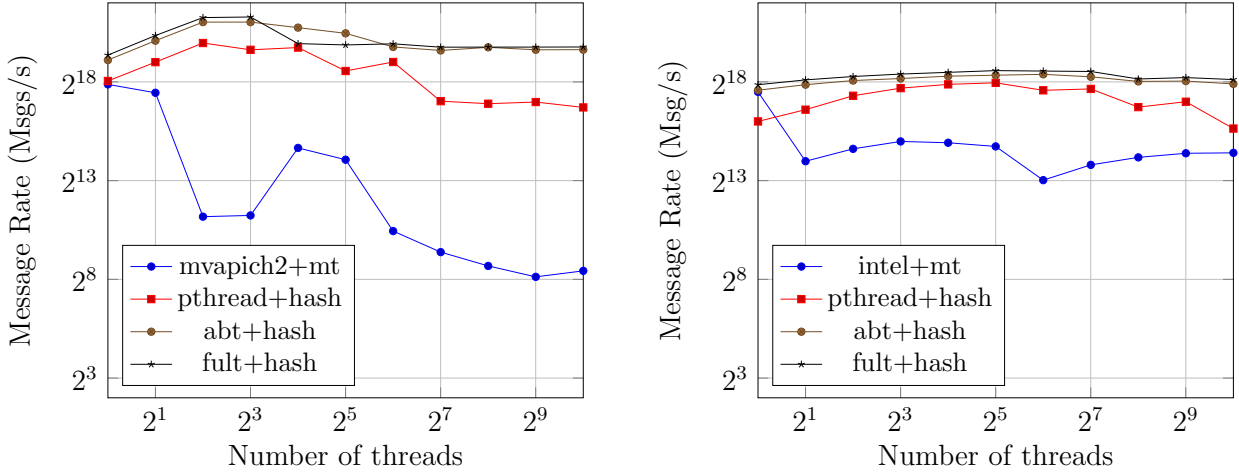 2^18
2^13
2^8
2^3
Message Rate (Msgs/s)
mvapich2+mt
pthread+hash
abt+hash
fult+hash
2^1 2^3 2^5 2^7 2^9
Number of threads
2^18
2^13
2^8
2^3
Message Rate (Msg/s)
intel+mt
pthread+hash
abt+hash
fult+hash
2^1 2^3 2^5 2^7 2^9
Number of threads